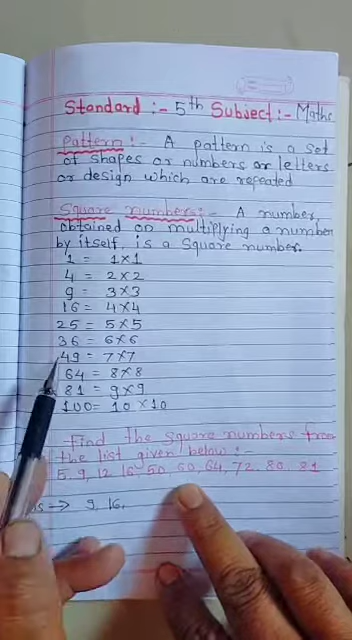 Standard :- 5th Subject :- Maths
Pattern :- A pattern is a set
of shapes or numbers or letters
or design which are repeated
Square numbers :- A number,
obtained on multiplying a number
by itself, is a square number.
1 = 1×1
4 = 2×2
9 = 3×3
16 = 4×4
25 = 5×5
36 = 6×6
49 = 7×7
64 = 8×8
81 = 9×9
100 = 10×10
Find the square numbers from
the list given below :-
5, 9, 12, 16, 50, 60, 64, 72, 80, 81
→ 9, 16,